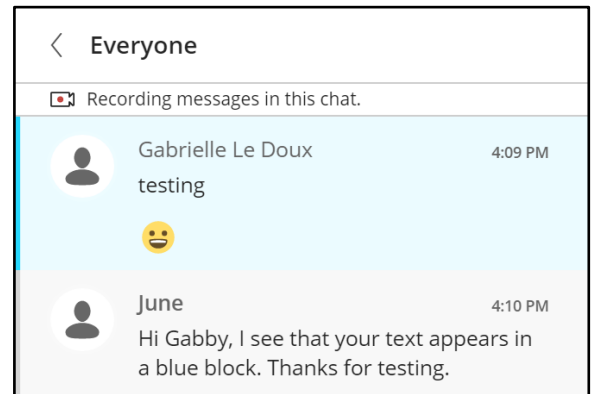 Everyone
Recording messages in this chat.
Gabrielle Le Doux 4:09 PM
testing
June 4:10 PM
Hi Gabby, I see that your text appears in
a blue block. Thanks for testing.